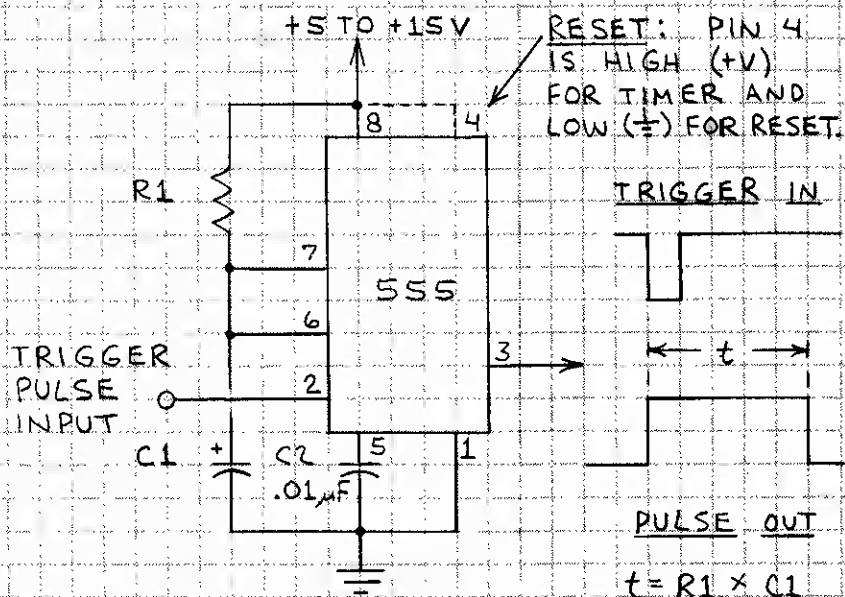 +5 TO +15V
RESET: PIN 4
IS HIGH (+V)
FOR TIMER AND
LOW (⏚) FOR RESET.
8
4
R1
TRIGGER IN
7
555
6
3
t
TRIGGER
PULSE
INPUT
2
C1
+
C2
.01µF
5
1
PULSE OUT
t = R1 × C1